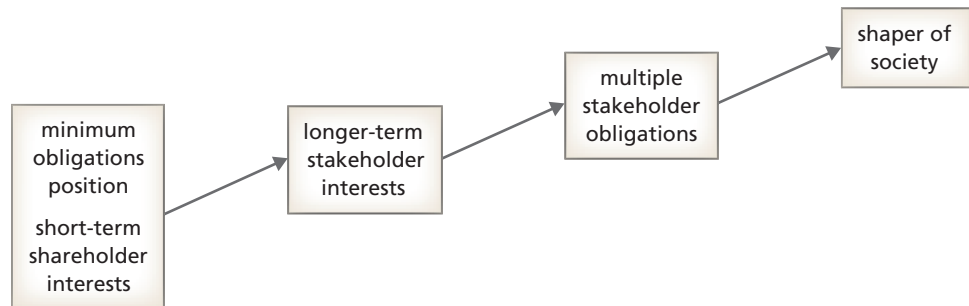 minimum
obligations
position
short-term
shareholder
interests
longer-term
stakeholder
interests
multiple
stakeholder
obligations
shaper of
society